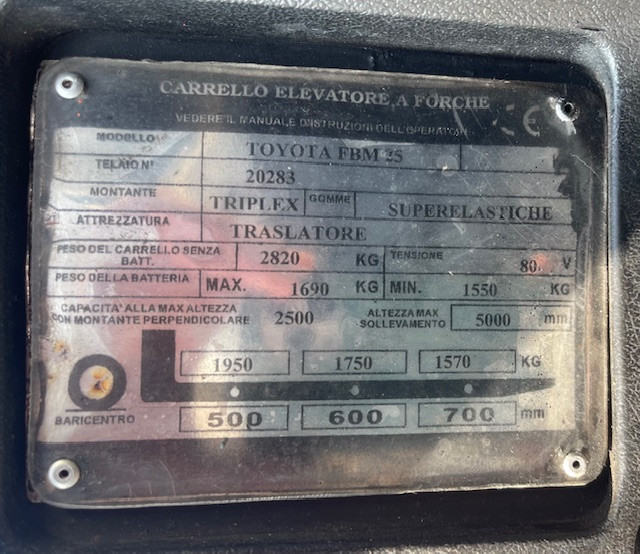 CARRELLO ELEVATORE A FORCHE
VEDERE IL MANUALE D'ISTRUZIONI DELL'OPERATORE CE
MODELLO TOYOTA FBM 25
TELAIO N° 20283
MONTANTE TRIPLEX GOMME SUPERELASTICHE
ATTREZZATURA TRASLATORE
PESO DEL CARRELLO SENZA BATT. 2820 KG TENSIONE 80 V
PESO DELLA BATTERIA MAX. 1690 KG MIN. 1550 KG
CAPACITA' ALLA MAX ALTEZZA CON MONTANTE PERPENDICOLARE 2500 ALTEZZA MAX SOLLEVAMENTO 5000 mm
1950 1750 1570 KG
BARICENTRO 500 600 700 mm